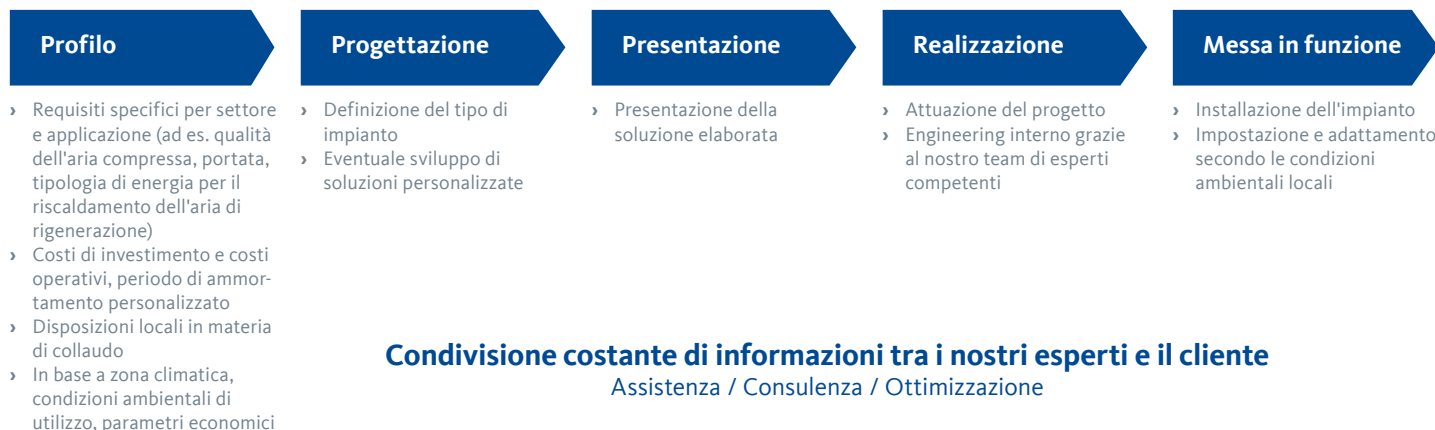 Profilo
› Requisiti specifici per settore
e applicazione (ad es. qualità
dell'aria compressa, portata,
tipologia di energia per il
riscaldamento dell'aria di
rigenerazione)
› Costi di investimento e costi
operativi, periodo di ammor-
tamento personalizzato
› Disposizioni locali in materia
di collaudo
› In base a zona climatica,
condizioni ambientali di
utilizzo, parametri economici
Progettazione
› Definizione del tipo di
impianto
› Eventuale sviluppo di
soluzioni personalizzate
Presentazione
› Presentazione della
soluzione elaborata
Realizzazione
› Attuazione del progetto
› Engineering interno grazie
al nostro team di esperti
competenti
Messa in funzione
› Installazione dell'impianto
› Impostazione e adattamento
secondo le condizioni
ambientali locali
Condivisione costante di informazioni tra i nostri esperti e il cliente
Assistenza / Consulenza / Ottimizzazione